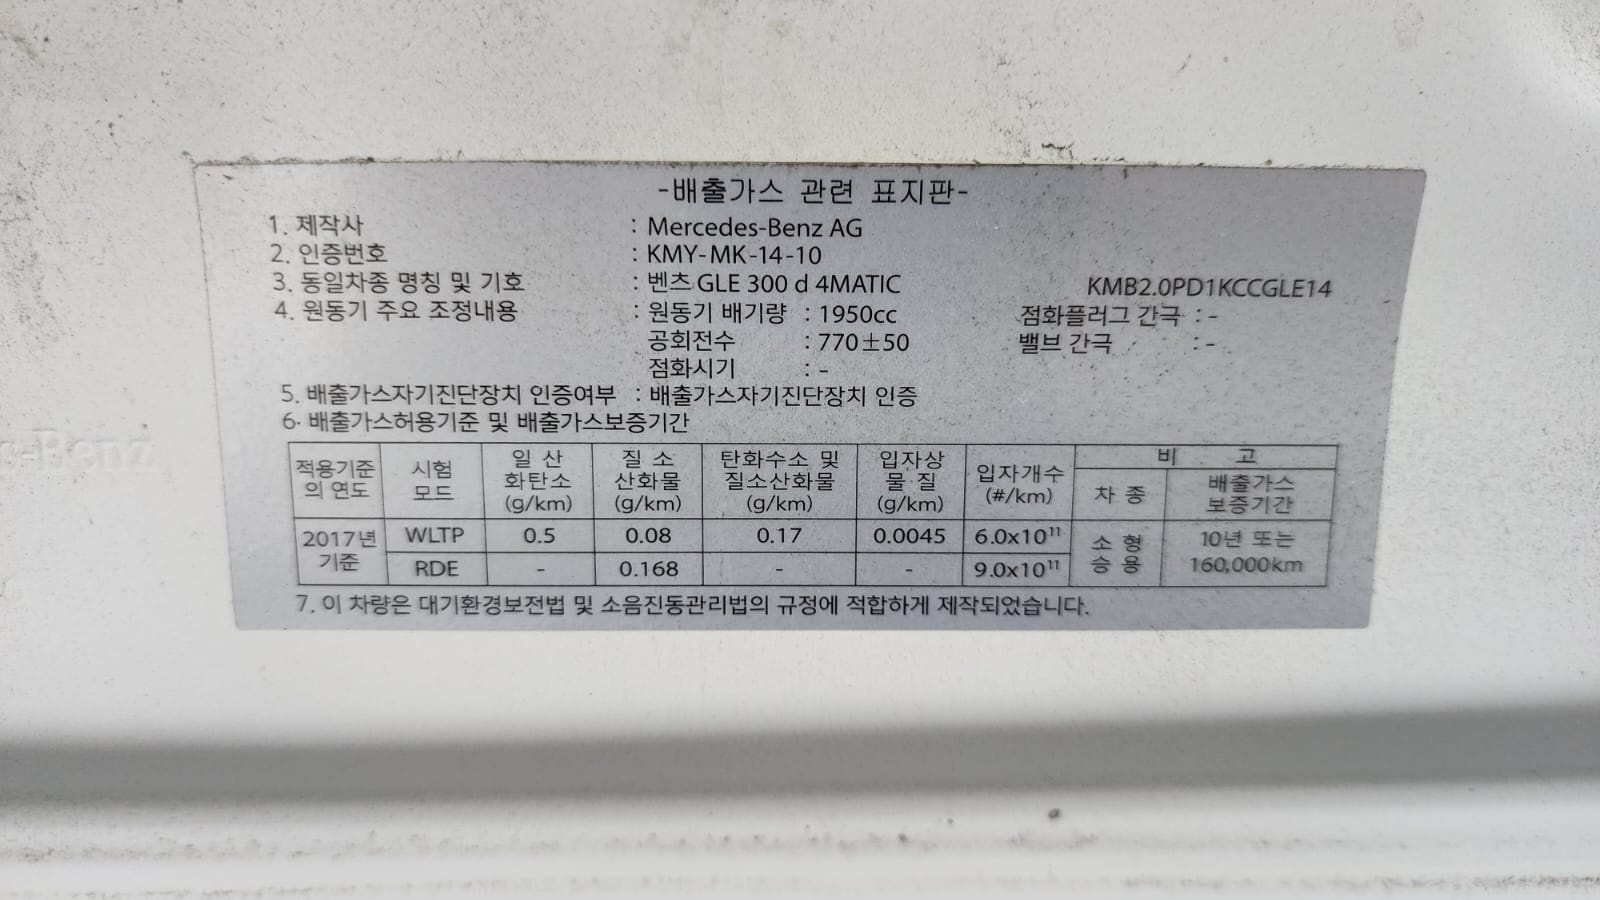 -배출가스 관련 표지판-
1. 제작사 : Mercedes-Benz AG
2. 인증번호 : KMY-MK-14-10
3. 동일차종 명칭 및 기호 : 벤츠 GLE 300 d 4MATIC KMB2.0PD1KCCGLE14
4. 원동기 주요 조정내용 : 원동기 배기량 : 1950cc 점화플러그 간극 : -
공회전수 : 770±50 밸브 간극 : -
점화시기 : -
5. 배출가스자기진단장치 인증여부 : 배출가스자기진단장치 인증
6. 배출가스허용기준 및 배출가스보증기간
적용기준의 연도 시험모드 일산화탄소 (g/km) 질소산화물 (g/km) 탄화수소 및 질소산화물 (g/km) 입자상물질 (g/km) 입자개수 (#/km) 비 고
차 종 배출가스 보증기간
2017년 기준 WLTP 0.5 0.08 0.17 0.0045 6.0x10¹¹ 소형승용 10년 또는 160,000km
RDE - 0.168 - - 9.0x10¹¹
7. 이 차량은 대기환경보전법 및 소음진동관리법의 규정에 적합하게 제작되었습니다.